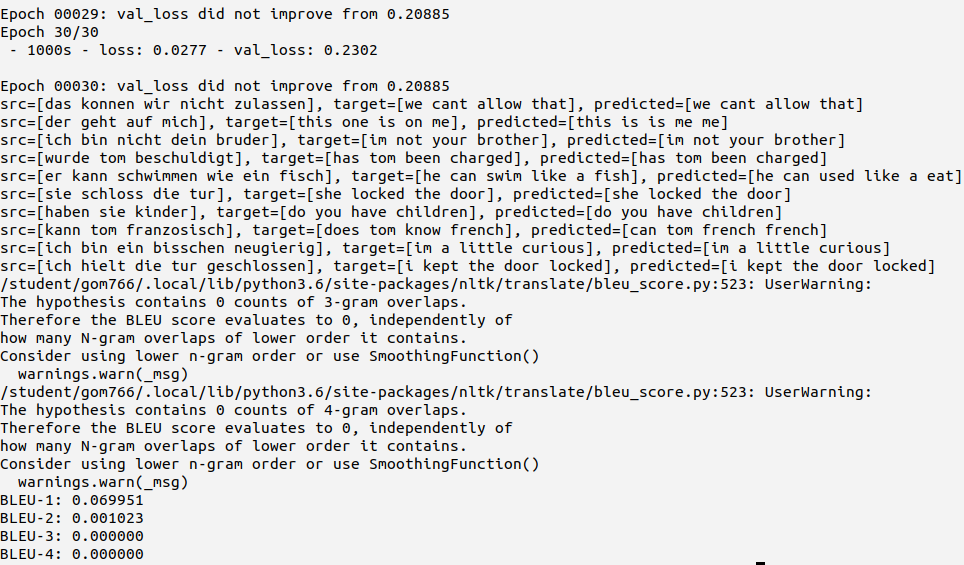 Epoch 00029: val_loss did not improve from 0.20885
Epoch 30/30
 - 1000s - loss: 0.0277 - val_loss: 0.2302

Epoch 00030: val_loss did not improve from 0.20885
src=[das konnen wir nicht zulassen], target=[we cant allow that], predicted=[we cant allow that]
src=[der geht auf mich], target=[this one is on me], predicted=[this is is me me]
src=[ich bin nicht dein bruder], target=[im not your brother], predicted=[im not your brother]
src=[wurde tom beschuldigt], target=[has tom been charged], predicted=[has tom been charged]
src=[er kann schwimmen wie ein fisch], target=[he can swim like a fish], predicted=[he can used like a eat]
src=[sie schloss die tur], target=[she locked the door], predicted=[she locked the door]
src=[haben sie kinder], target=[do you have children], predicted=[do you have children]
src=[kann tom franzosisch], target=[does tom know french], predicted=[can tom french french]
src=[ich bin ein bisschen neugierig], target=[im a little curious], predicted=[im a little curious]
src=[ich hielt die tur geschlossen], target=[i kept the door locked], predicted=[i kept the door locked]
/student/gom766/.local/lib/python3.6/site-packages/nltk/translate/bleu_score.py:523: UserWarning:
The hypothesis contains 0 counts of 3-gram overlaps.
Therefore the BLEU score evaluates to 0, independently of
how many N-gram overlaps of lower order it contains.
Consider using lower n-gram order or use SmoothingFunction()
  warnings.warn(_msg)
/student/gom766/.local/lib/python3.6/site-packages/nltk/translate/bleu_score.py:523: UserWarning:
The hypothesis contains 0 counts of 4-gram overlaps.
Therefore the BLEU score evaluates to 0, independently of
how many N-gram overlaps of lower order it contains.
Consider using lower n-gram order or use SmoothingFunction()
  warnings.warn(_msg)
BLEU-1: 0.069951
BLEU-2: 0.001023
BLEU-3: 0.000000
BLEU-4: 0.000000